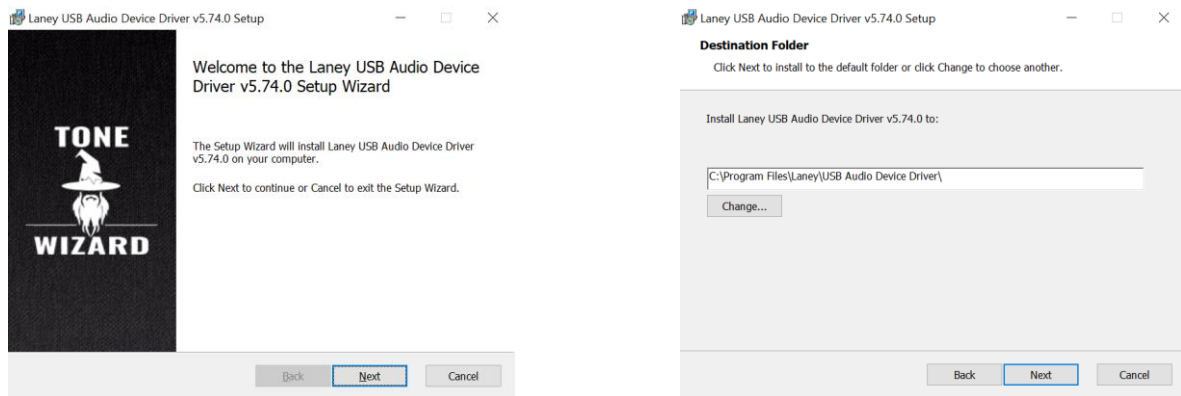 Laney USB Audio Device Driver v5.74.0 Setup
Welcome to the Laney USB Audio Device
Driver v5.74.0 Setup Wizard
TONE
WIZARD
The Setup Wizard will install Laney USB Audio Device Driver
v5.74.0 on your computer.
Click Next to continue or Cancel to exit the Setup Wizard.
Back
Next
Cancel
Laney USB Audio Device Driver v5.74.0 Setup
Destination Folder
Click Next to install to the default folder or click Change to choose another.
Install Laney USB Audio Device Driver v5.74.0 to:
C:\Program Files\Laney\USB Audio Device Driver\
Change...
Back
Next
Cancel